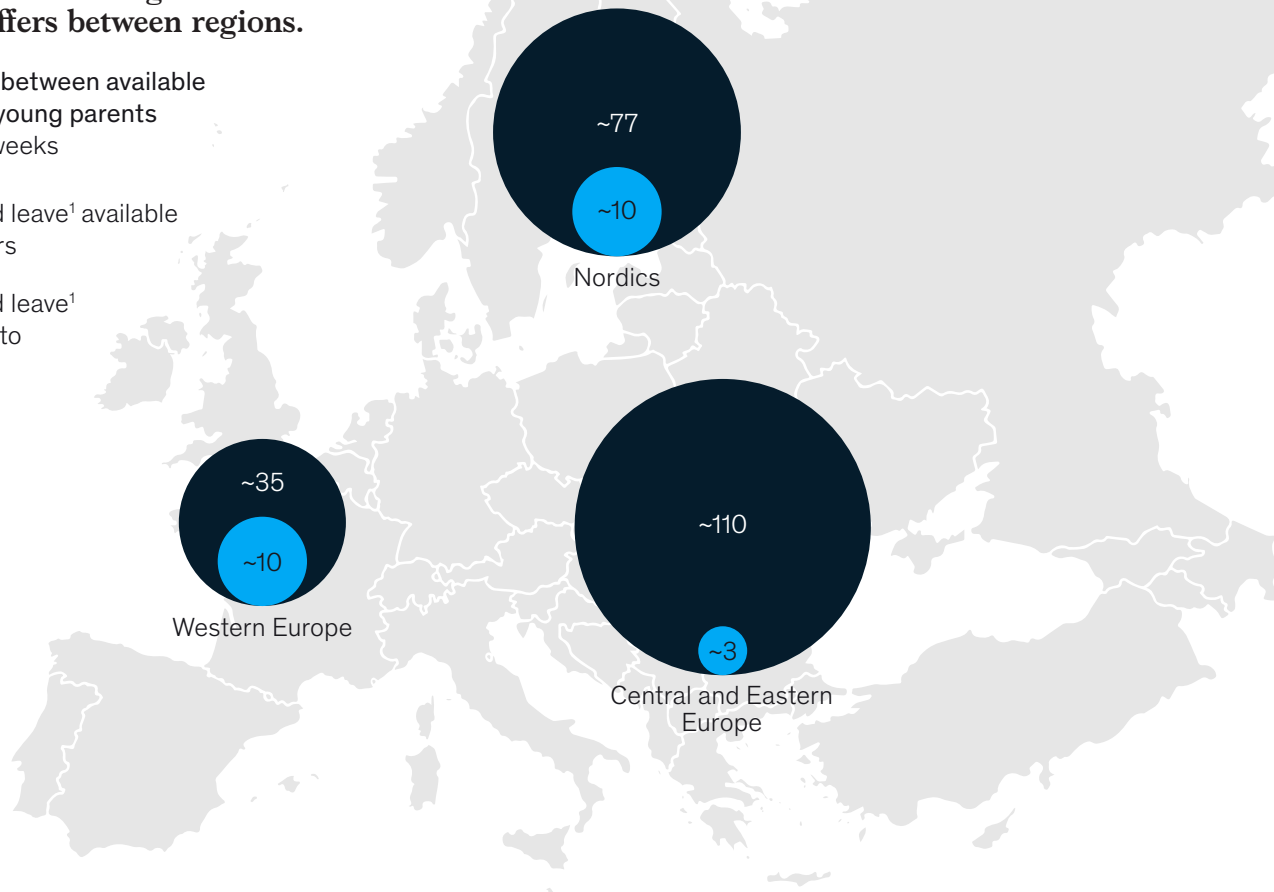 ffers between regions.
between available
young parents
weeks
d leave¹ available
rs
d leave¹
to
~77
~10
Nordics
~35
~10
Western Europe
~110
~3
Central and Eastern
Europe